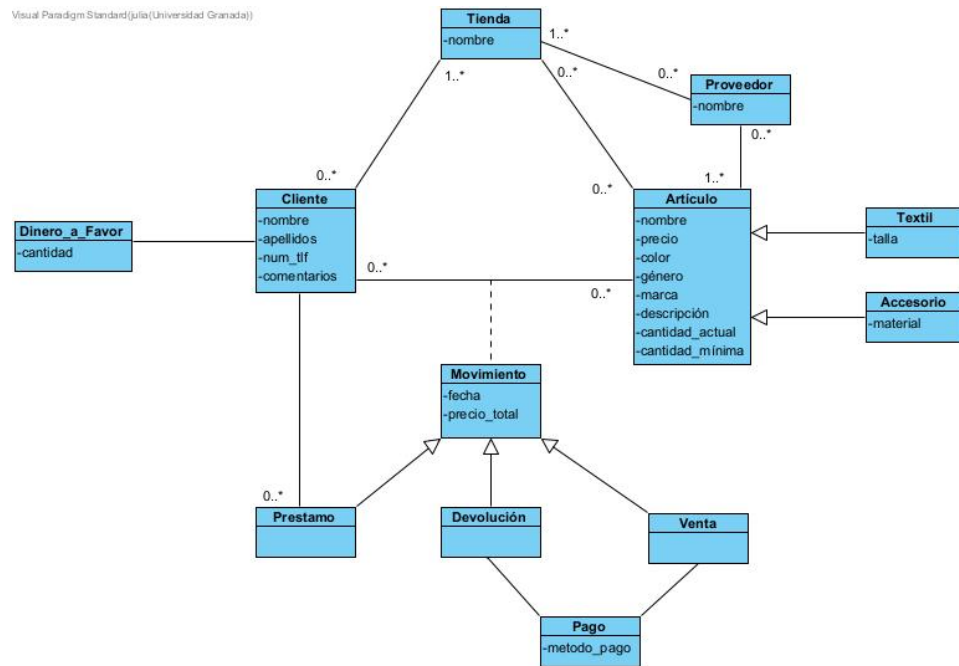 Visual Paradigm Standard(julia(Universidad Granada))
Tienda
-nombre
1..*
0..*
1..*
0..*
Proveedor
-nombre
0..*
1..*
0..*
0..*
Cliente
-nombre
-apellidos
-num_tlf
-comentarios
Dinero_a_Favor
-cantidad
Artículo
-nombre
-precio
-color
-género
-marca
-descripción
-cantidad_actual
-cantidad_mínima
Textil
-talla
Accesorio
-material
0..*
0..*
Movimiento
-fecha
-precio_total
0..*
Prestamo
Devolución
Venta
Pago
-metodo_pago